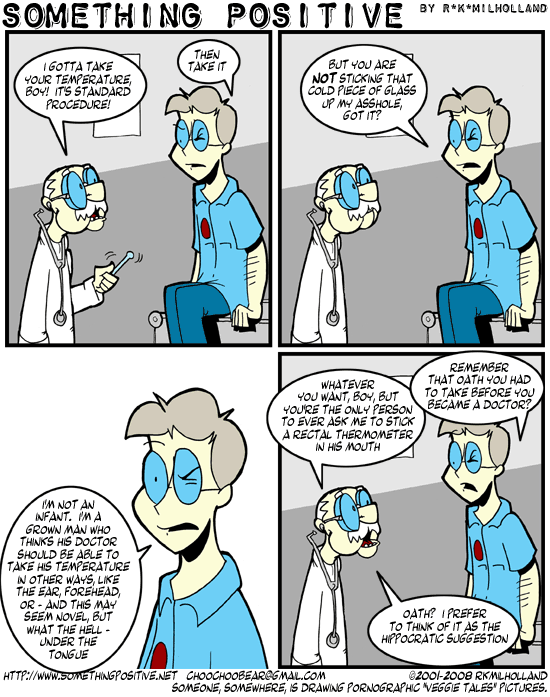 SOMETHING POSITIVE BY R*K*MILHOLLAND
I GOTTA TAKE
YOUR TEMPERATURE,
BOY! IT'S STANDARD
PROCEDURE!
THEN
TAKE IT
BUT YOU ARE
NOT STICKING THAT
COLD PIECE OF GLASS
UP MY ASSHOLE,
GOT IT?
I'M NOT AN
INFANT. I'M A
GROWN MAN WHO
THINKS HIS DOCTOR
SHOULD BE ABLE TO
TAKE HIS TEMPERATURE
IN OTHER WAYS, LIKE
THE EAR, FOREHEAD,
OR - AND THIS MAY
SEEM NOVEL, BUT
WHAT THE HELL -
UNDER THE
TONGUE
WHATEVER
YOU WANT, BOY, BUT
YOU'RE THE ONLY PERSON
TO EVER ASK ME TO STICK
A RECTAL THERMOMETER
IN HIS MOUTH
REMEMBER
THAT OATH YOU HAD
TO TAKE BEFORE YOU
BECAME A DOCTOR?
OATH? I PREFER
TO THINK OF IT AS THE
HIPPOCRATIC SUGGESTION
HTTP://WWW.SOMETHINGPOSITIVE.NET CHOOCHOOBEAR@GMAIL.COM ©2001-2008 RKMILHOLLAND
SOMEONE, SOMEWHERE, IS DRAWING PORNOGRAPHIC "VEGGIE TALES" PICTURES.